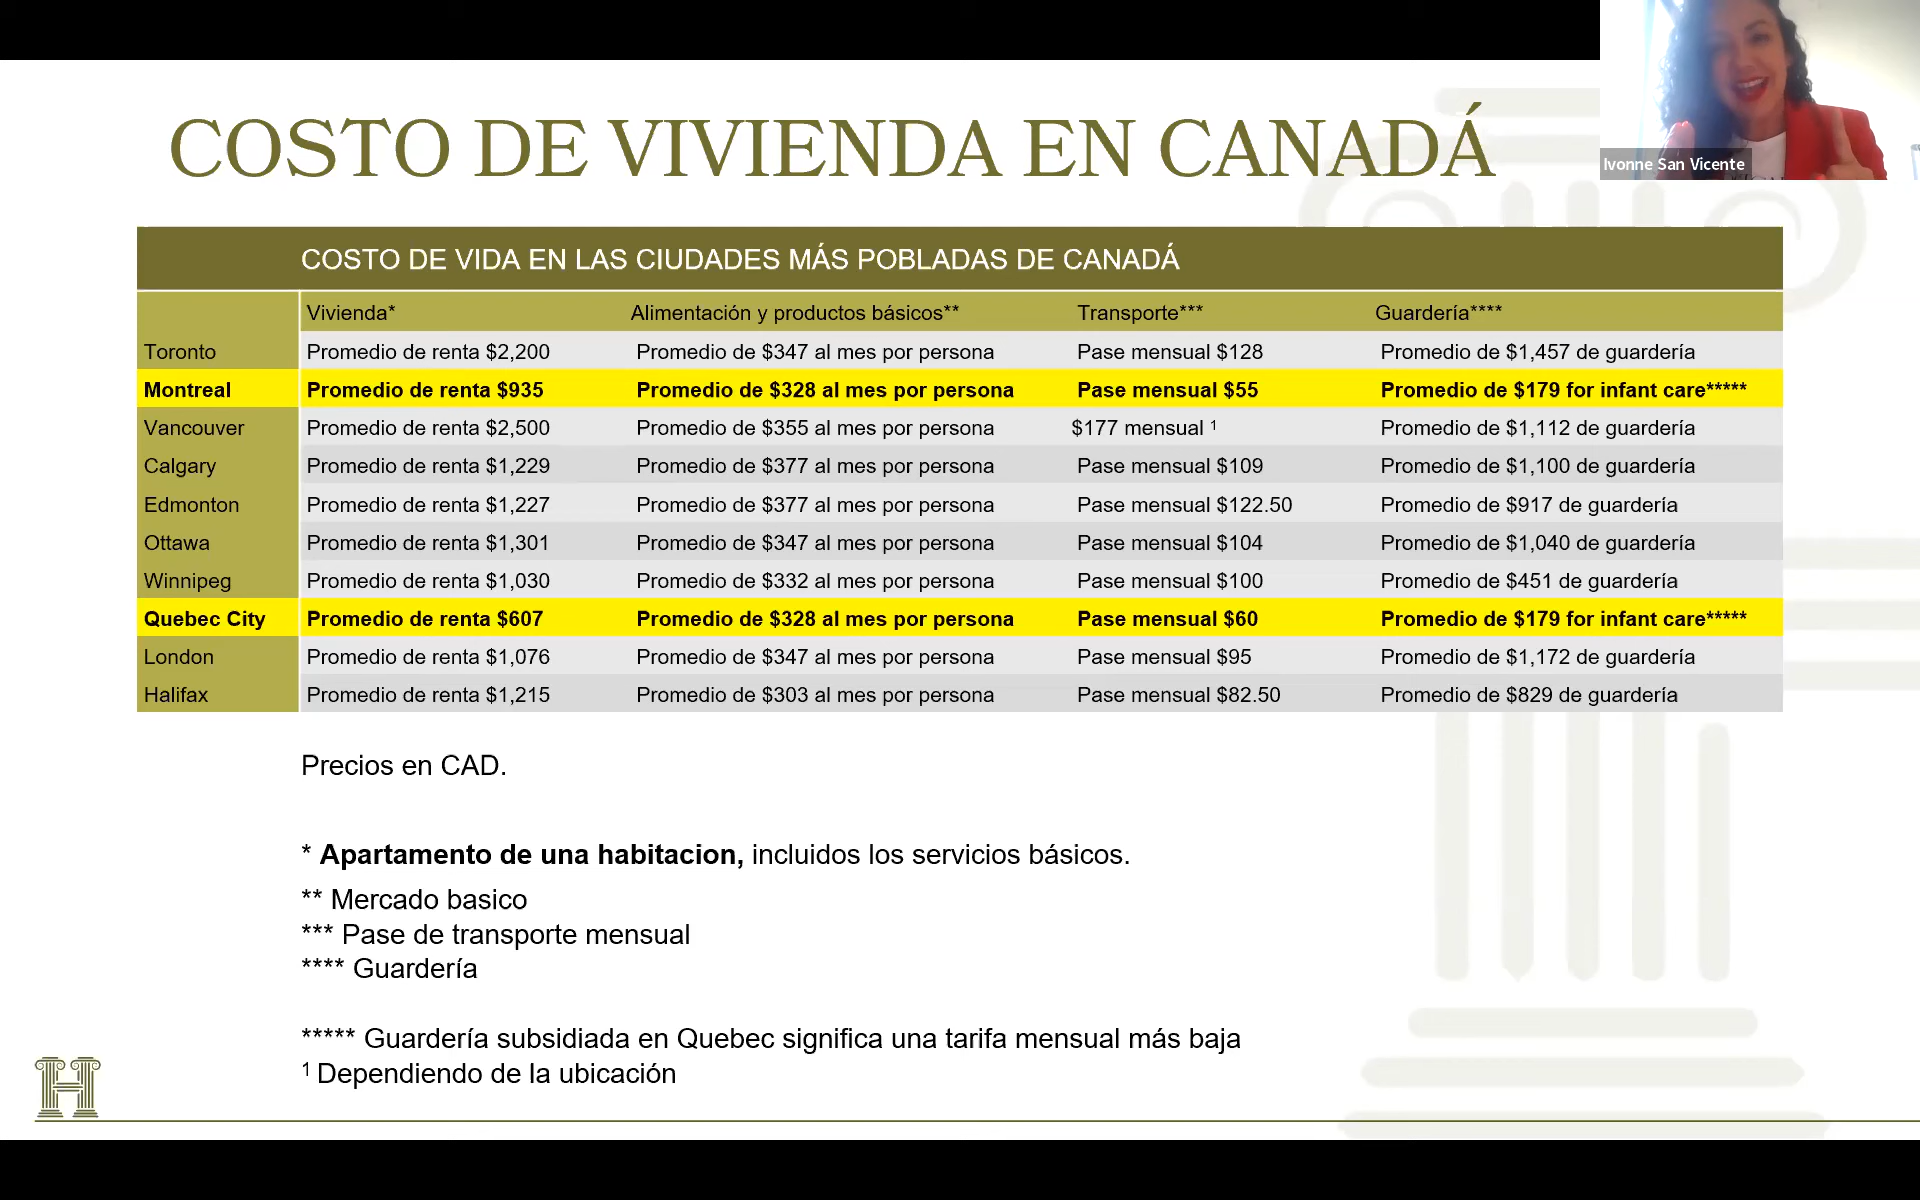 COSTO DE VIVIENDA EN CANADÁ
Ivonne San Vicente
COSTO DE VIDA EN LAS CIUDADES MÁS POBLADAS DE CANADÁ
Vivienda* Alimentación y productos básicos** Transporte*** Guardería****
Toronto Promedio de renta $2,200 Promedio de $347 al mes por persona Pase mensual $128 Promedio de $1,457 de guardería
Montreal Promedio de renta $935 Promedio de $328 al mes por persona Pase mensual $55 Promedio de $179 for infant care*****
Vancouver Promedio de renta $2,500 Promedio de $355 al mes por persona $177 mensual ¹ Promedio de $1,112 de guardería
Calgary Promedio de renta $1,229 Promedio de $377 al mes por persona Pase mensual $109 Promedio de $1,100 de guardería
Edmonton Promedio de renta $1,227 Promedio de $377 al mes por persona Pase mensual $122.50 Promedio de $917 de guardería
Ottawa Promedio de renta $1,301 Promedio de $347 al mes por persona Pase mensual $104 Promedio de $1,040 de guardería
Winnipeg Promedio de renta $1,030 Promedio de $332 al mes por persona Pase mensual $100 Promedio de $451 de guardería
Quebec City Promedio de renta $607 Promedio de $328 al mes por persona Pase mensual $60 Promedio de $179 for infant care*****
London Promedio de renta $1,076 Promedio de $347 al mes por persona Pase mensual $95 Promedio de $1,172 de guardería
Halifax Promedio de renta $1,215 Promedio de $303 al mes por persona Pase mensual $82.50 Promedio de $829 de guardería
Precios en CAD.
* Apartamento de una habitacion, incluidos los servicios básicos.
** Mercado basico
*** Pase de transporte mensual
**** Guardería
***** Guardería subsidiada en Quebec significa una tarifa mensual más baja
¹ Dependiendo de la ubicación
H